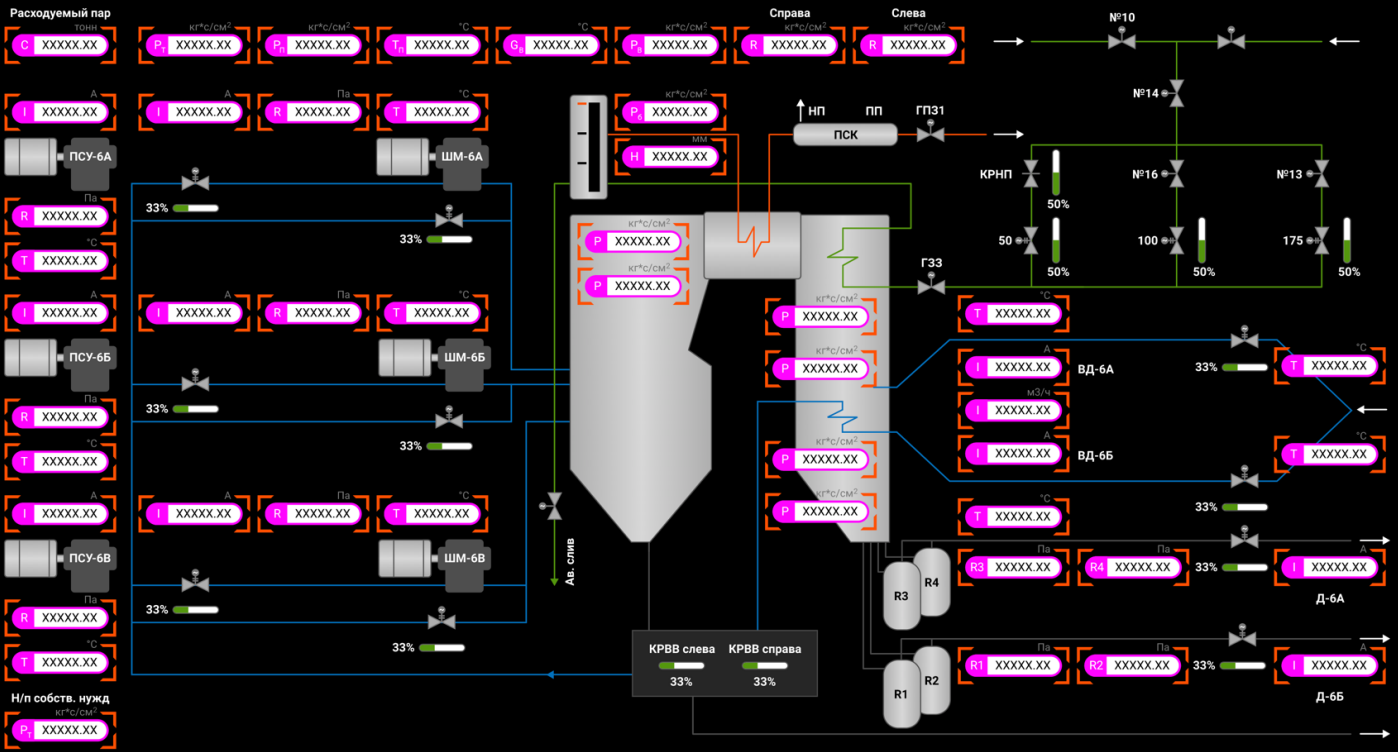 Расходуемый пар
Справа
Слева
тонн
кг*с/см²
кг*с/см²
°C
°C
кг*с/см²
кг*с/см²
кг*с/см²
C XXXXX.XX
Pт XXXXX.XX
Pп XXXXX.XX
Tп XXXXX.XX
Gв XXXXX.XX
Pв XXXXX.XX
R XXXXX.XX
R XXXXX.XX
№10
A
A
Па
°C
кг*с/см²
I XXXXX.XX
I XXXXX.XX
R XXXXX.XX
T XXXXX.XX
Pб XXXXX.XX
мм
H XXXXX.XX
НП
ПП
ГПЗ1
ПСК
№14
ПСУ-6А
ШМ-6А
КРНП
№16
№13
50%
33%
33%
Па
R XXXXX.XX
°C
T XXXXX.XX
50
100
175
50%
50%
50%
ГЗЗ
кг*с/см²
P XXXXX.XX
кг*с/см²
P XXXXX.XX
A
A
Па
°C
I XXXXX.XX
I XXXXX.XX
R XXXXX.XX
T XXXXX.XX
кг*с/см²
P XXXXX.XX
°C
T XXXXX.XX
ПСУ-6Б
ШМ-6Б
кг*с/см²
P XXXXX.XX
A
I XXXXX.XX
ВД-6А
33%
°C
T XXXXX.XX
33%
33%
Па
R XXXXX.XX
°C
T XXXXX.XX
м3/ч
I XXXXX.XX
A
I XXXXX.XX
ВД-6Б
°C
T XXXXX.XX
кг*с/см²
P XXXXX.XX
кг*с/см²
P XXXXX.XX
33%
°C
T XXXXX.XX
A
A
Па
°C
I XXXXX.XX
I XXXXX.XX
R XXXXX.XX
T XXXXX.XX
ПСУ-6В
ШМ-6В
Ав. слив
33%
33%
Па
R XXXXX.XX
°C
T XXXXX.XX
R3
R4
Па
R3 XXXXX.XX
Па
R4 XXXXX.XX
33%
A
I XXXXX.XX
Д-6А
КРВВ слева
КРВВ справа
33%
33%
R1
R2
Па
R1 XXXXX.XX
Па
R2 XXXXX.XX
33%
A
I XXXXX.XX
Д-6Б
Н/п собств. нужд
кг*с/см²
Pт XXXXX.XX